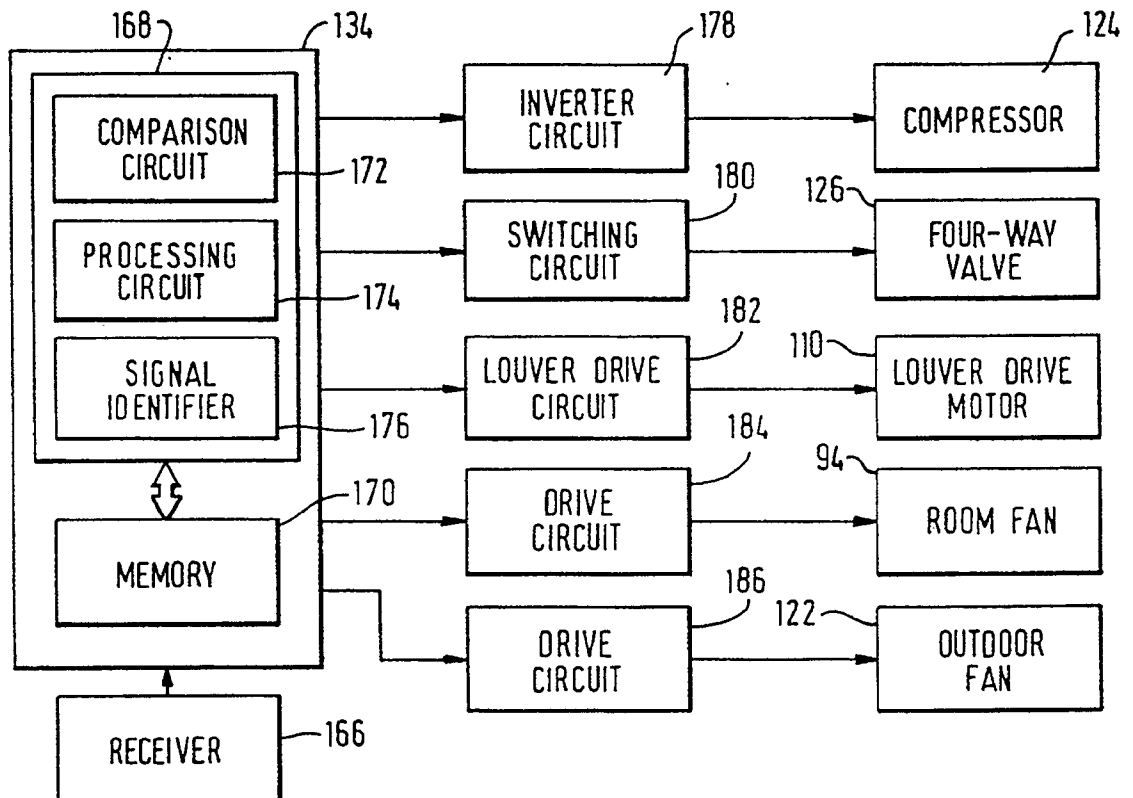 168
134
178
124
COMPARISON
CIRCUIT
172
INVERTER
CIRCUIT
COMPRESSOR
180
126
PROCESSING
CIRCUIT
174
SWITCHING
CIRCUIT
FOUR-WAY
VALVE
182
110
SIGNAL
IDENTIFIER
176
LOUVER DRIVE
CIRCUIT
LOUVER DRIVE
MOTOR
184
94
170
MEMORY
DRIVE
CIRCUIT
ROOM FAN
186
122
DRIVE
CIRCUIT
OUTDOOR
FAN
RECEIVER
166